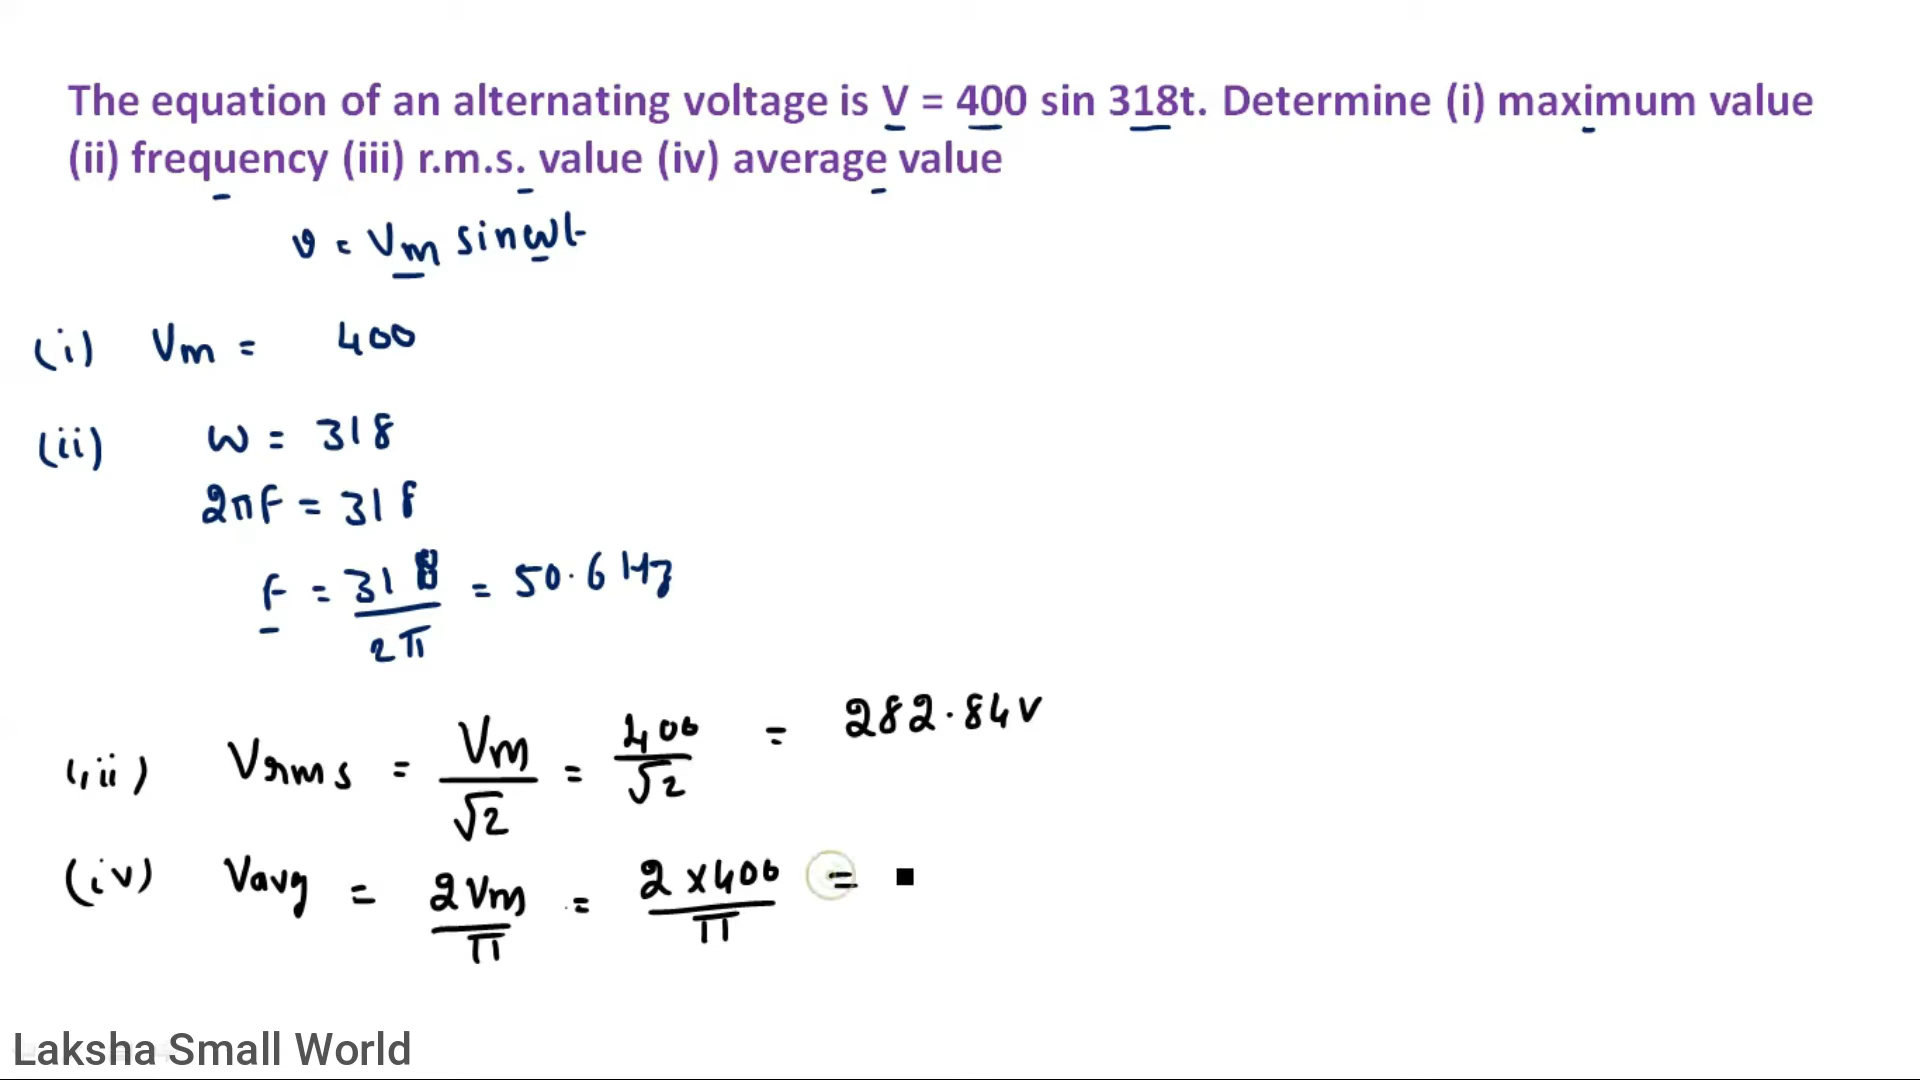 The equation of an alternating voltage is V = 400 sin 318t. Determine (i) maximum value
(ii) frequency (iii) r.m.s. value (iv) average value
v = Vm sinωt
(i) Vm = 400
(ii) ω = 318
2πF = 318
F = 318/2π = 50.6 Hz
(iii) Vrms = Vm/√2 = 400/√2 = 282.84 V
(iv) Vavg = 2Vm/π = 2×400/π =
Laksha Small World